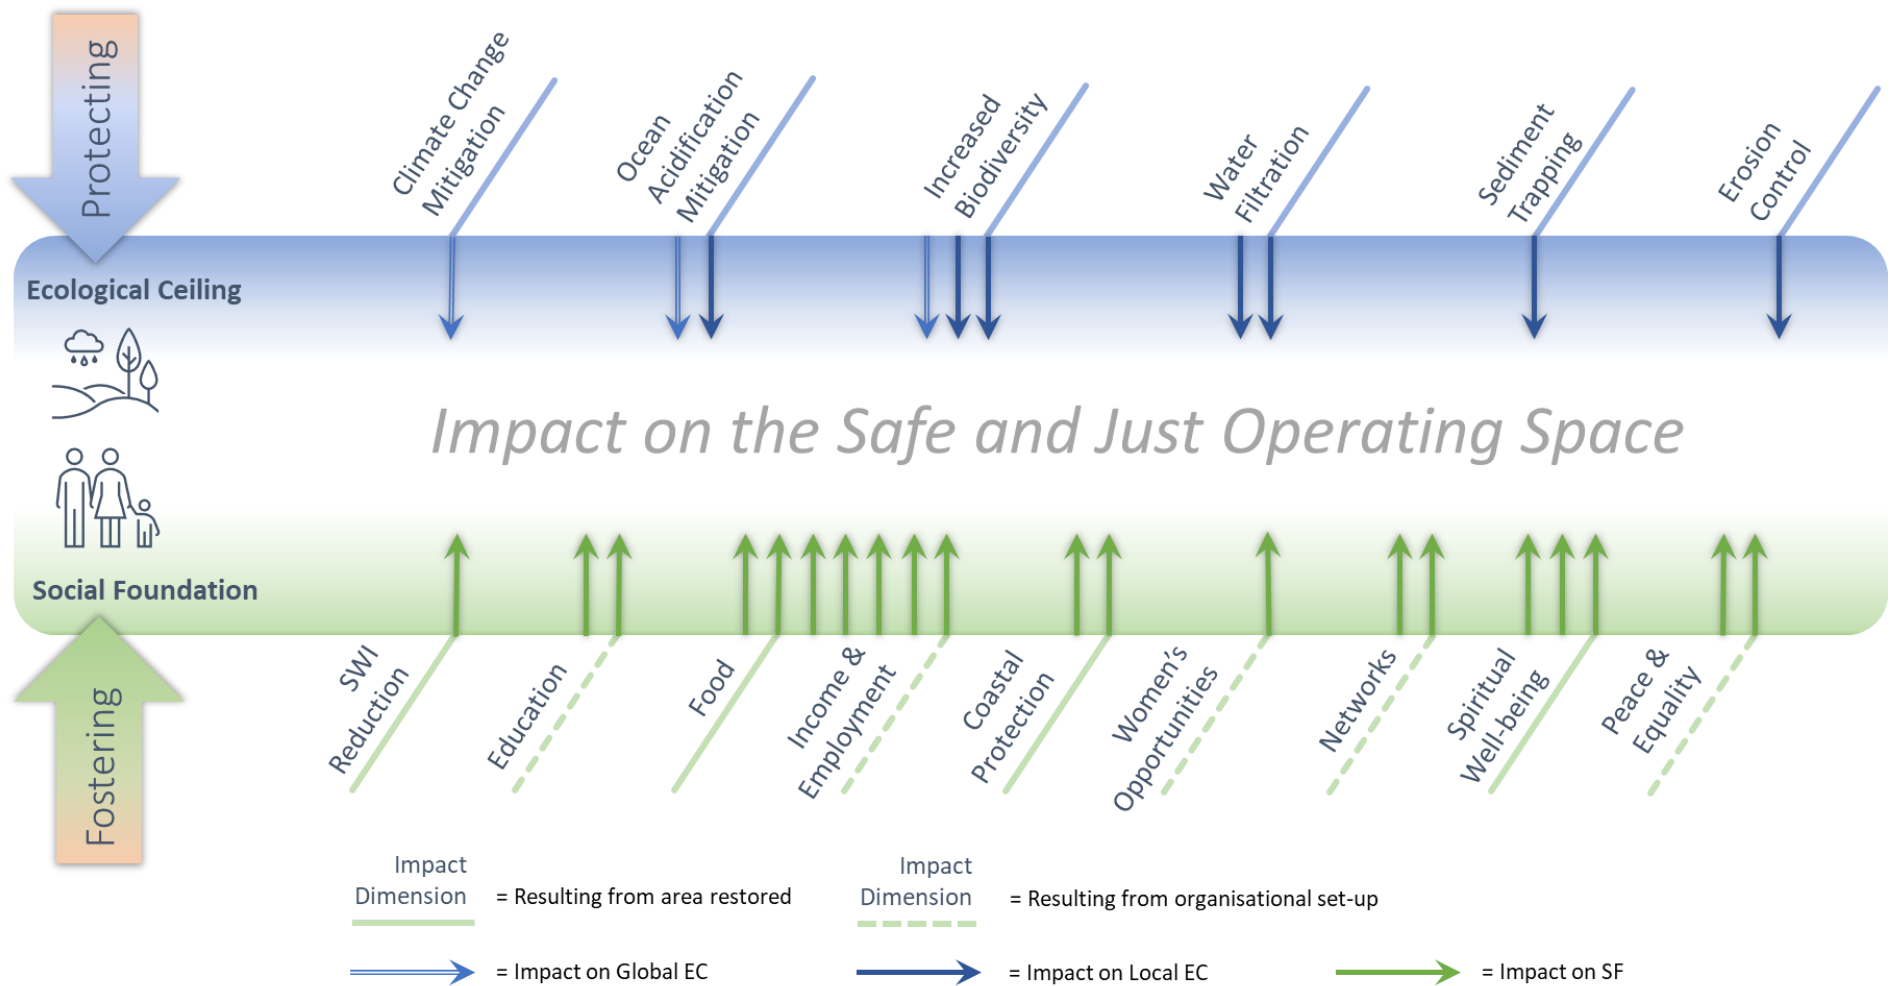 Protecting
Climate Change
Mitigation
Ocean
Acidification
Mitigation
Increased
Biodiversity
Water
Filtration
Sediment
Trapping
Erosion
Control
Ecological Ceiling
Impact on the Safe and Just Operating Space
Social Foundation
Fostering
SWI
Reduction
Education
Food
Income &
Employment
Coastal
Protection
Women’s
Opportunities
Networks
Spiritual
Well-being
Peace &
Equality
Impact
Dimension
= Resulting from area restored
Impact
Dimension
= Resulting from organisational set-up
= Impact on Global EC
= Impact on Local EC
= Impact on SF